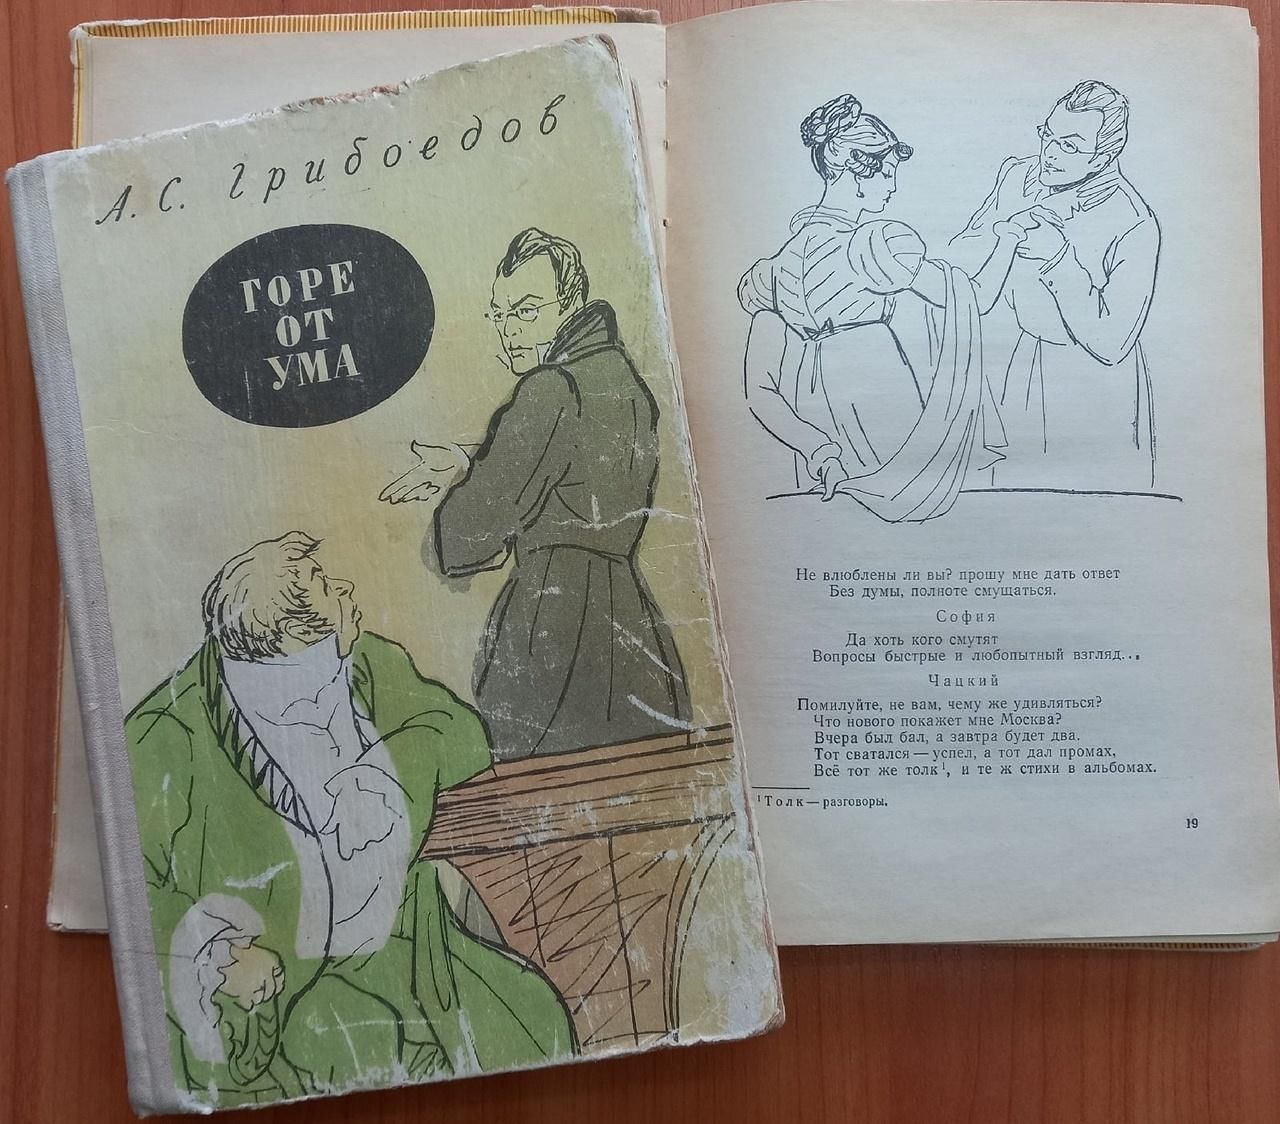 А. С. Грибоедов
ГОРЕ
ОТ
УМА
Не влюблены ли вы? прошу мне дать ответ
Без думы, полноте смущаться.
София
Да хоть кого смутят
Вопросы быстрые и любопытный взгляд...
Чацкий
Помилуйте, не вам, чему же удивляться?
Что нового покажет мне Москва?
Вчера был бал, а завтра будет два.
Тот сватался — успел, а тот дал промах,
Всё тот же толк¹, и те ж стихи в альбомах.
¹ Толк — разговоры.
19